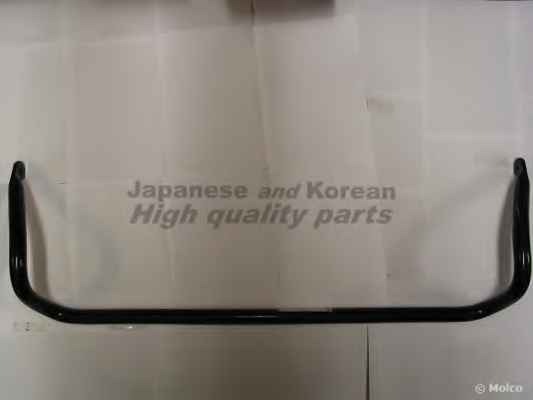 Japanese and Korean
High quality parts
© Molco